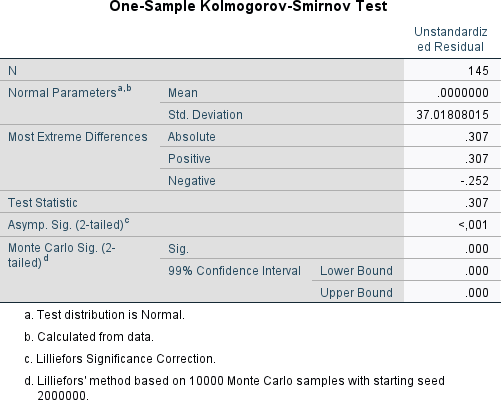 One-Sample Kolmogorov-Smirnov Test
Unstandardiz
ed Residual
N 145
Normal Parametersa,b Mean .0000000
Std. Deviation 37.01808015
Most Extreme Differences Absolute .307
Positive .307
Negative -.252
Test Statistic .307
Asymp. Sig. (2-tailed)c <,001
Monte Carlo Sig. (2-
tailed)d Sig. .000
99% Confidence Interval Lower Bound .000
Upper Bound .000
a. Test distribution is Normal.
b. Calculated from data.
c. Lilliefors Significance Correction.
d. Lilliefors' method based on 10000 Monte Carlo samples with starting seed
2000000.